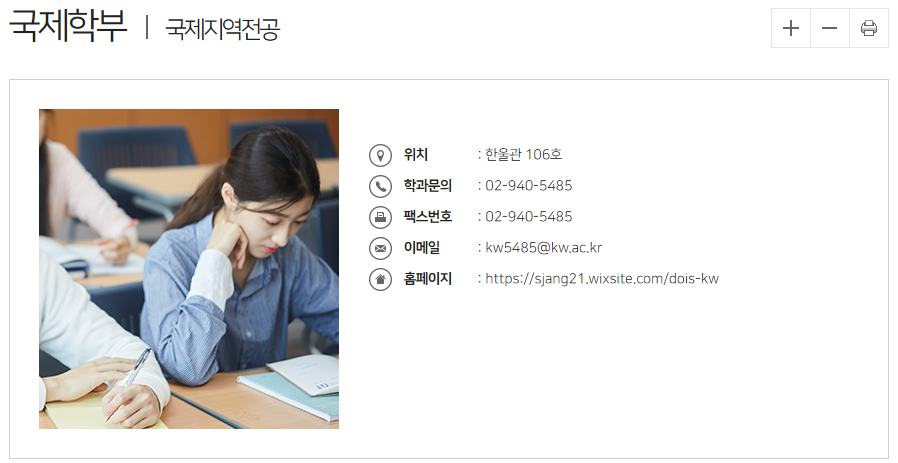 국제학부 | 국제지역전공
위치 : 한울관 106호
학과문의 : 02-940-5485
팩스번호 : 02-940-5485
이메일 : kw5485@kw.ac.kr
홈페이지 : https://sjang21.wixsite.com/dois-kw
01